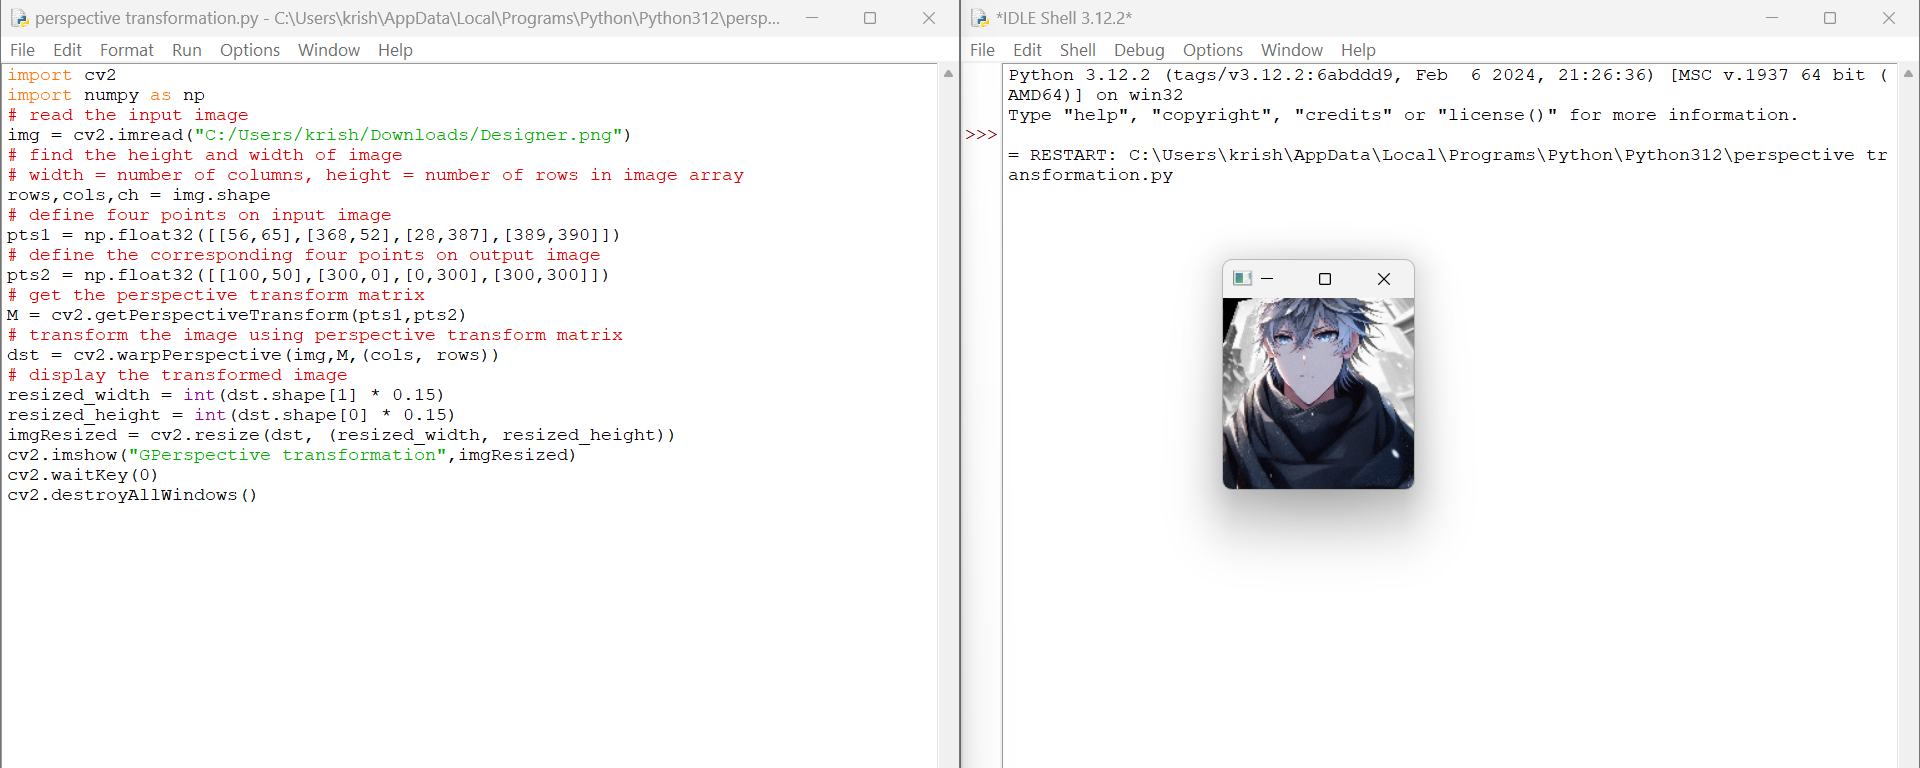 perspective transformation.py - C:\Users\krish\AppData\Local\Programs\Python\Python312\persp...
File Edit Format Run Options Window Help
import cv2
import numpy as np
# read the input image
img = cv2.imread("C:/Users/krish/Downloads/Designer.png")
# find the height and width of image
# width = number of columns, height = number of rows in image array
rows,cols,ch = img.shape
# define four points on input image
pts1 = np.float32([[56,65],[368,52],[28,387],[389,390]])
# define the corresponding four points on output image
pts2 = np.float32([[100,50],[300,0],[0,300],[300,300]])
# get the perspective transform matrix
M = cv2.getPerspectiveTransform(pts1,pts2)
# transform the image using perspective transform matrix
dst = cv2.warpPerspective(img,M,(cols, rows))
# display the transformed image
resized_width = int(dst.shape[1] * 0.15)
resized_height = int(dst.shape[0] * 0.15)
imgResized = cv2.resize(dst, (resized_width, resized_height))
cv2.imshow("GPerspective transformation",imgResized)
cv2.waitKey(0)
cv2.destroyAllWindows()
*IDLE Shell 3.12.2*
File Edit Shell Debug Options Window Help
Python 3.12.2 (tags/v3.12.2:6abddd9, Feb  6 2024, 21:26:36) [MSC v.1937 64 bit (
AMD64)] on win32
Type "help", "copyright", "credits" or "license()" for more information.
>>>
= RESTART: C:\Users\krish\AppData\Local\Programs\Python\Python312\perspective tr
ansformation.py